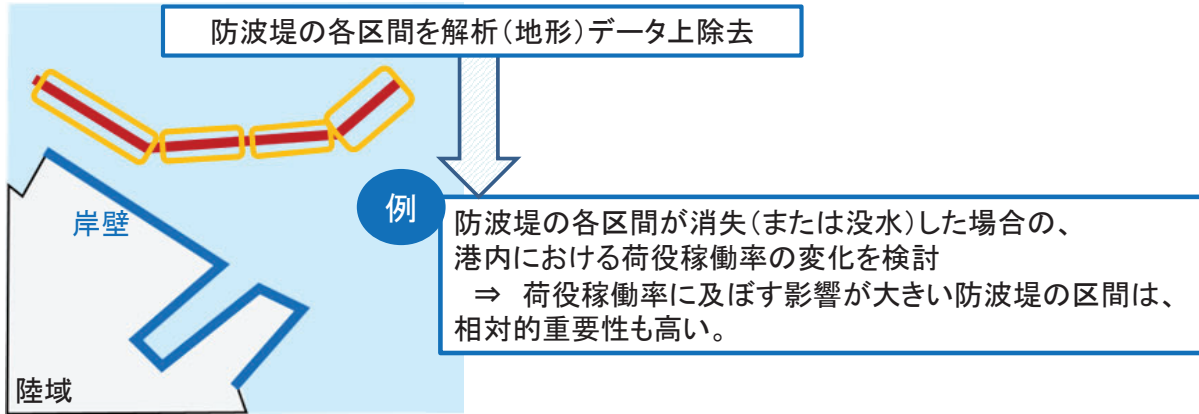 防波堤の各区間を解析(地形)データ上除去
岸壁
例
防波堤の各区間が消失(または没水)した場合の、
港内における荷役稼働率の変化を検討
⇒ 荷役稼働率に及ぼす影響が大きい防波堤の区間は、
相対的重要性も高い。
陸域